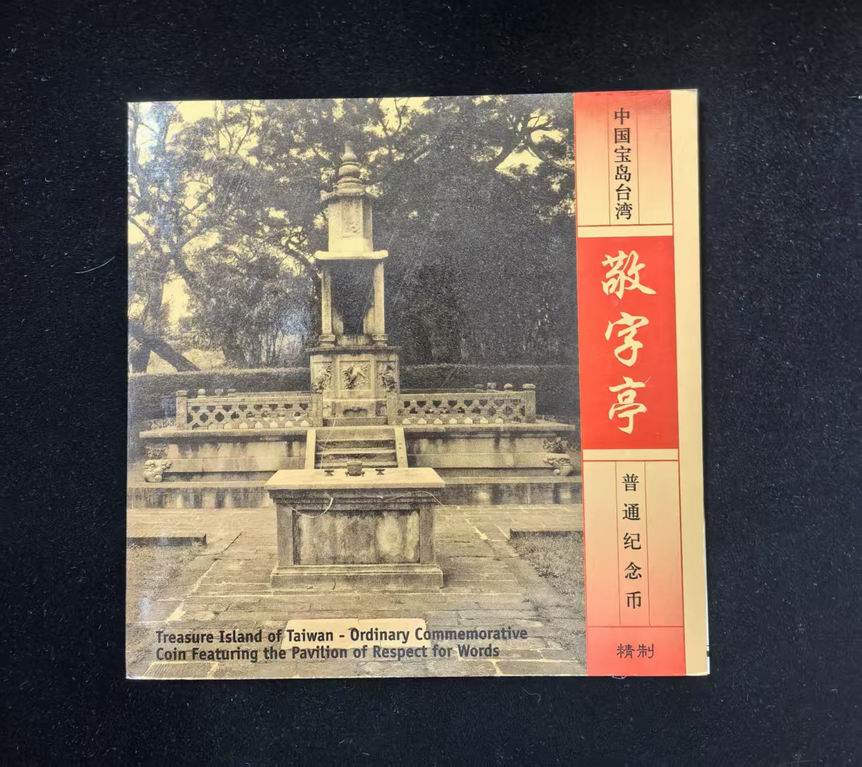 中国宝岛台湾
敬字亭
普通纪念币
精制
Treasure Island of Taiwan - Ordinary Commemorative
Coin Featuring the Pavilion of Respect for Words